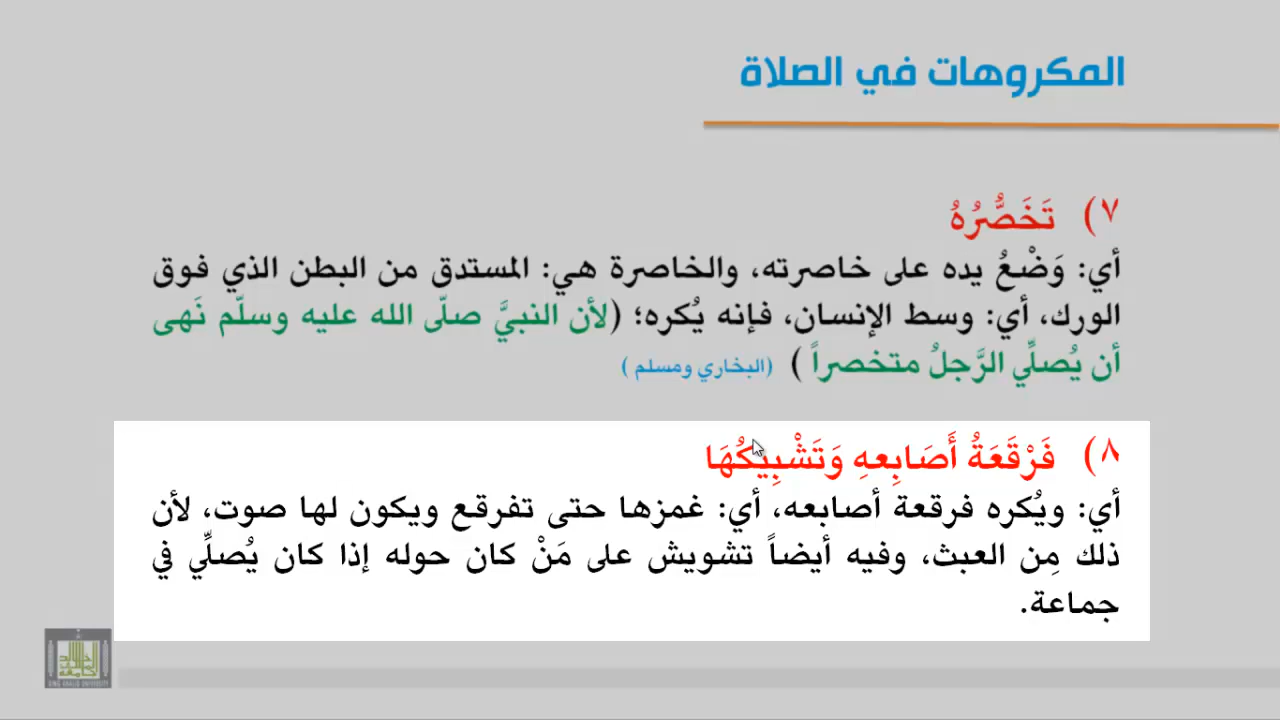 المكروهات في الصلاة
٧) تَخَصُّرُهُ
أي: وَضْعُ يده على خاصرته، والخاصرة هي: المستدق من البطن الذي فوق
الورك، أي: وسط الإنسان، فإنه يُكره؛ (لأن النبيَّ صلّى الله عليه وسلّم نَهى
أن يُصلِّي الرَّجلُ متخصراً ) (البخاري ومسلم )
٨) فَرْقَعَةُ أَصَابِعِهِ وَتَشْبِيْكُهَا
أي: ويُكره فرقعة أصابعه، أي: غمزها حتى تفرقع ويكون لها صوت، لأن
ذلك مِن العبث، وفيه أيضاً تشويش على مَنْ كان حوله إذا كان يُصلِّي في
جماعة.
KING KHALID UNIVERSITY